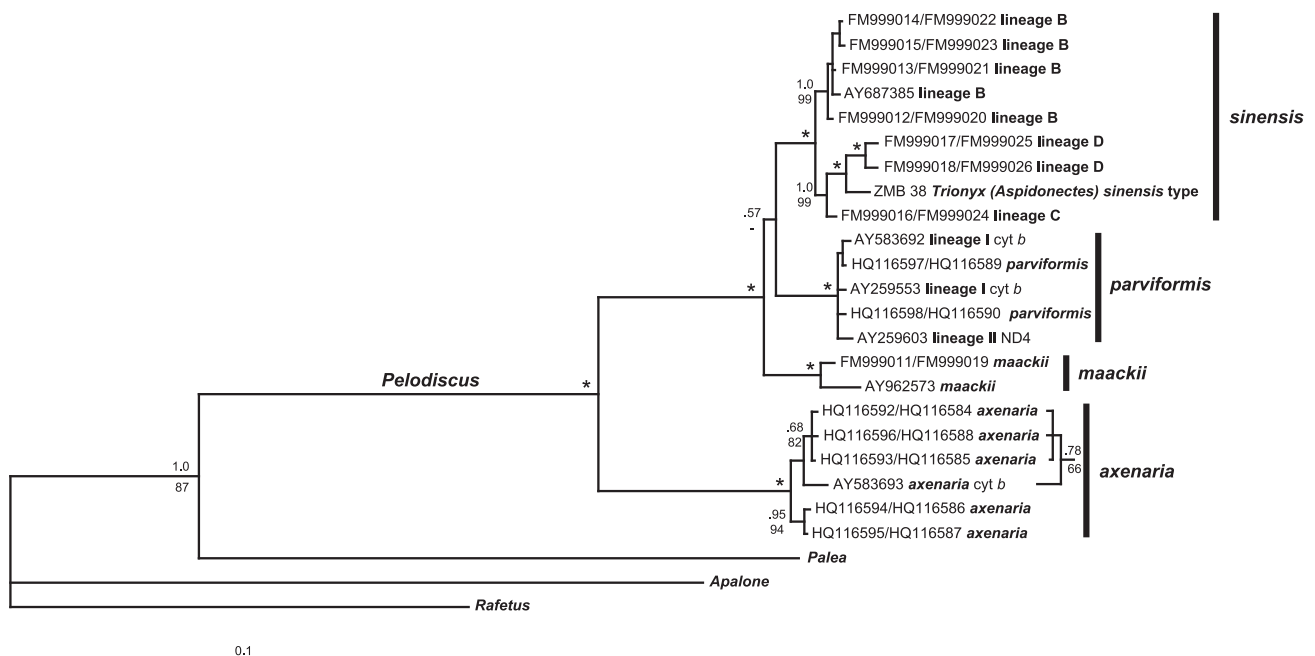 FM999014/FM999022 lineage B
FM999015/FM999023 lineage B
FM999013/FM999021 lineage B
1.0
99
AY687385 lineage B
sinensis
FM999012/FM999020 lineage B
*
FM999017/FM999025 lineage D
*
FM999018/FM999026 lineage D
*
ZMB 38 Trionyx (Aspidonectes) sinensis type
1.0
99
FM999016/FM999024 lineage C
.57
-
AY583692 lineage I cyt b
HQ116597/HQ116589 parviformis
*
AY259553 lineage I cyt b
parviformis
*
HQ116598/HQ116590 parviformis
AY259603 lineage II ND4
*
FM999011/FM999019 maackii
maackii
Pelodiscus
*
AY962573 maackii
HQ116592/HQ116584 axenaria
.68
82
HQ116596/HQ116588 axenaria
.78
66
HQ116593/HQ116585 axenaria
axenaria
1.0
87
*
AY583693 axenaria cyt b
.95
94
HQ116594/HQ116586 axenaria
HQ116595/HQ116587 axenaria
Palea
Apalone
Rafetus
0.1